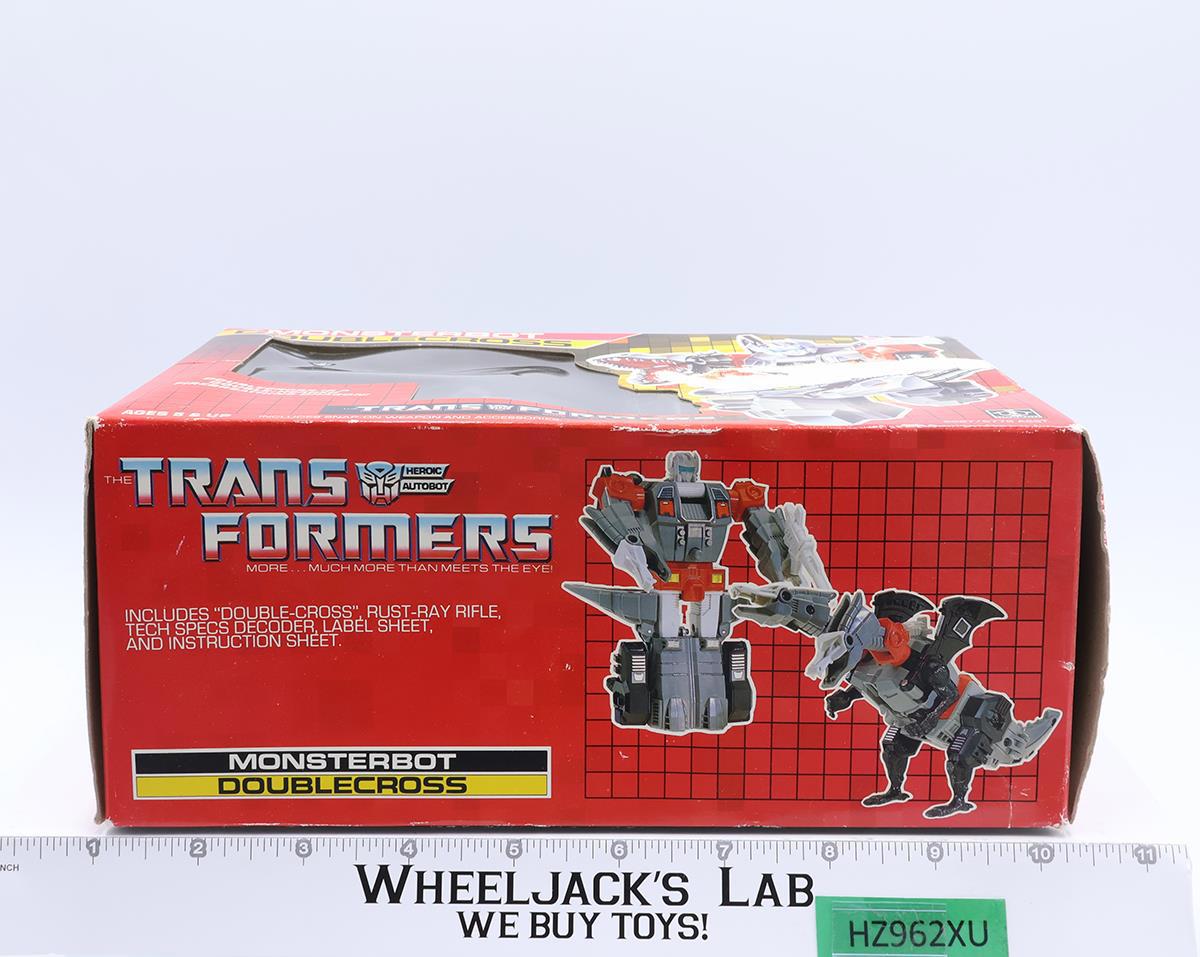 MONSTERBOT
DOUBLECROSS
AGES 5 & UP
THE TRANSFORMERS
THE
TRANS
HEROIC
AUTOBOT
FORMERS
MORE...MUCH MORE THAN MEETS THE EYE!
INCLUDES "DOUBLE-CROSS", RUST-RAY RIFLE,
TECH SPECS DECODER, LABEL SHEET,
AND INSTRUCTION SHEET.
MONSTERBOT
DOUBLECROSS
INCH 1 2 3 4 5 6 7 8 9 10 11
WHEELJACK'S LAB
WE BUY TOYS!
HZ962XU